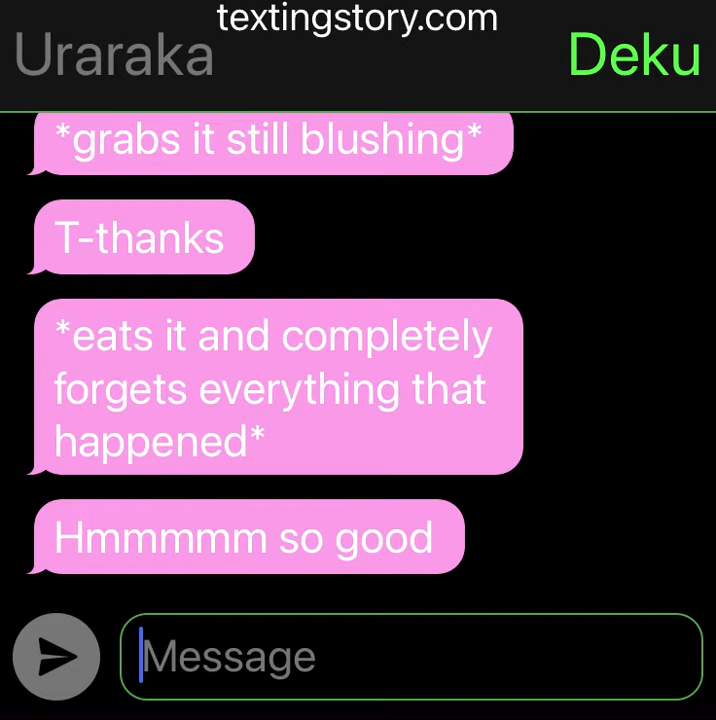 textingstory.com
Uraraka
Deku
*grabs it still blushing*
T-thanks
*eats it and completely
forgets everything that
happened*
Hmmmmm so good
Message